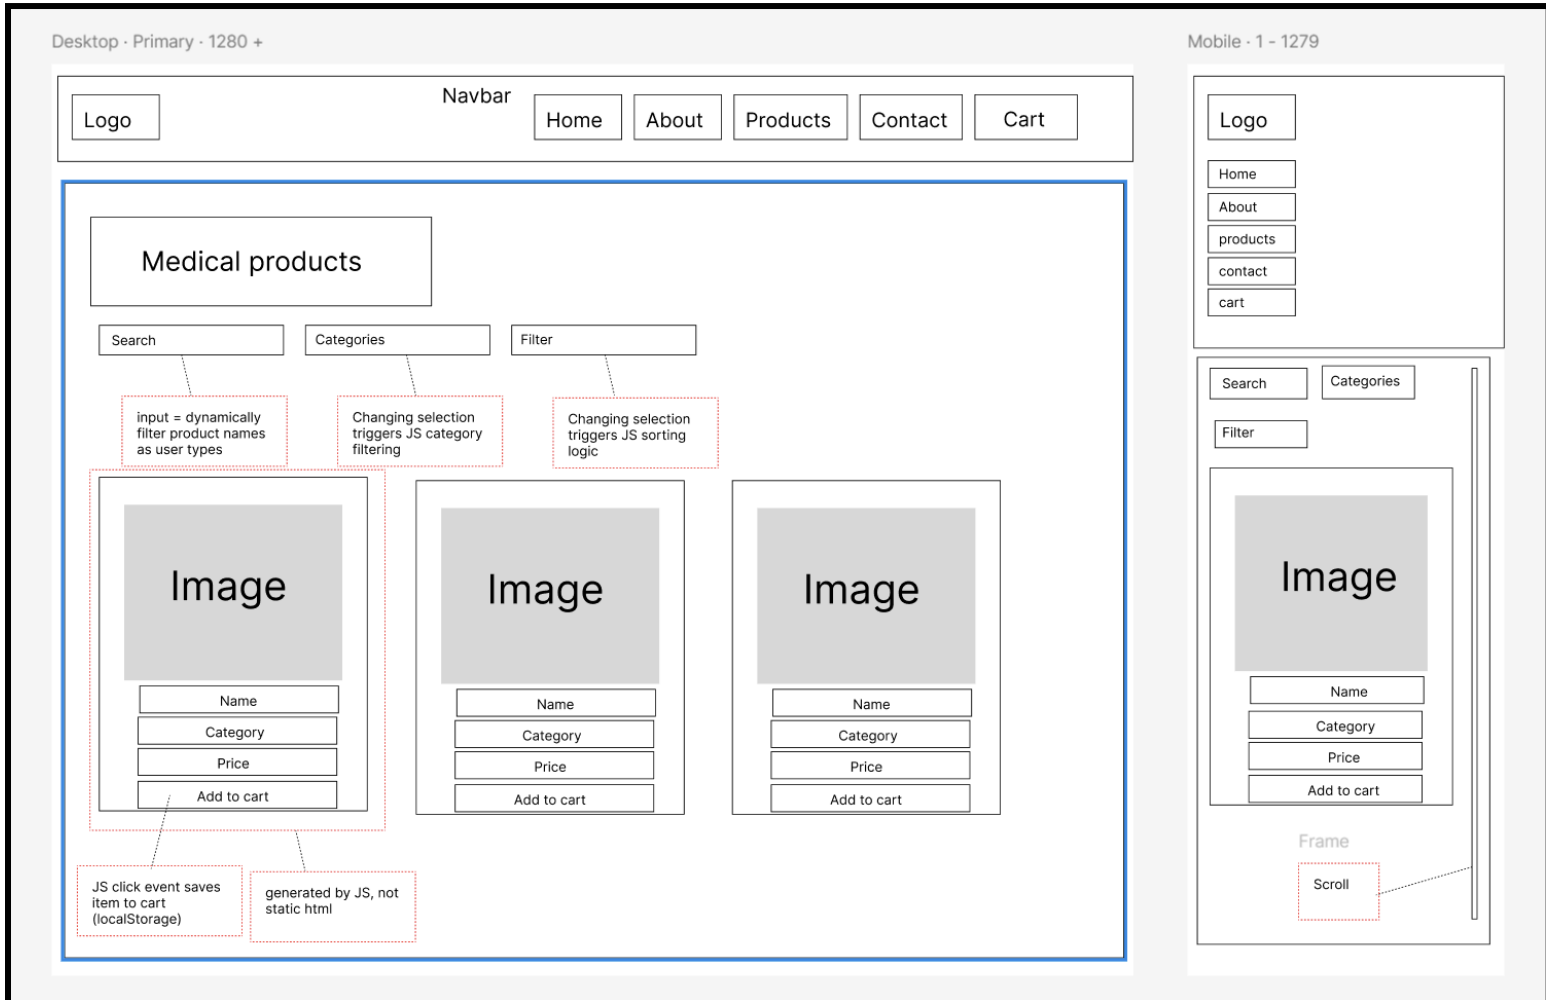 Desktop · Primary · 1280 +
Navbar
Logo
Home
About
Products
Contact
Cart
Medical products
Search
Categories
Filter
input = dynamically
filter product names
as user types
Changing selection
triggers JS category
filtering
Changing selection
triggers JS sorting
logic
Image
Name
Category
Price
Add to cart
Image
Name
Category
Price
Add to cart
Image
Name
Category
Price
Add to cart
JS click event saves
item to cart
(localStorage)
generated by JS, not
static html
Mobile · 1 - 1279
Logo
Home
About
products
contact
cart
Search
Categories
Filter
Image
Name
Category
Price
Add to cart
Frame
Scroll